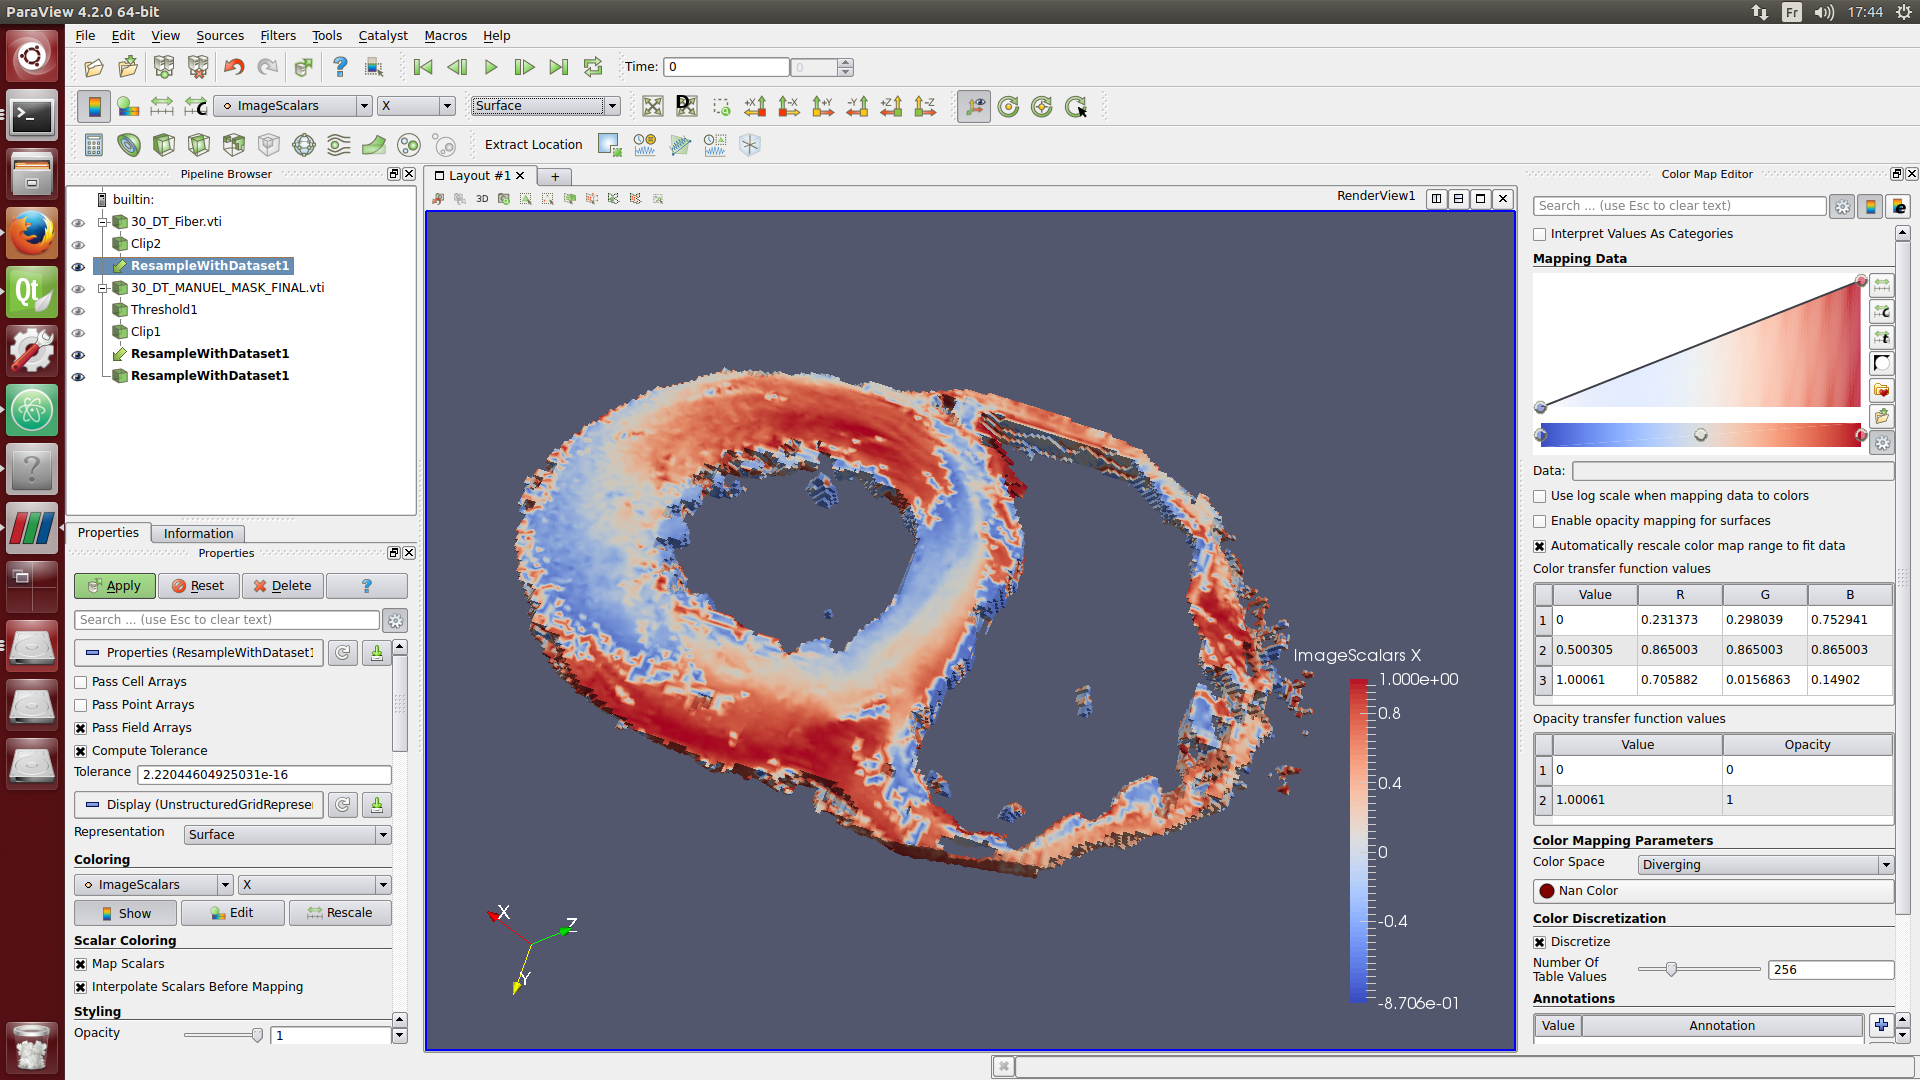 ParaView 4.2.0 64-bit
Fr
17:44
File Edit View Sources Filters Tools Catalyst Macros Help
Time: 0
0
ImageScalars
X
Surface
+X -X +Y -Y +Z -Z
Extract Location
Pipeline Browser
builtin:
30_DT_Fiber.vti
Clip2
ResampleWithDataset1
30_DT_MANUEL_MASK_FINAL.vti
Threshold1
Clip1
ResampleWithDataset1
ResampleWithDataset1
Properties Information
Properties
Apply Reset Delete ?
Search ... (use Esc to clear text)
Properties (ResampleWithDataset1
Pass Cell Arrays
Pass Point Arrays
Pass Field Arrays
Compute Tolerance
Tolerance 2.22044604925031e-16
Display (UnstructuredGridRepreser
Representation Surface
Coloring
ImageScalars X
Show Edit Rescale
Scalar Coloring
Map Scalars
Interpolate Scalars Before Mapping
Styling
Opacity 1
Layout #1
+
3D
RenderView1
ImageScalars X
1.000e+00
0.8
0.4
0
-0.4
-8.706e-01
X
Z
Y
Color Map Editor
Search ... (use Esc to clear text)
Interpret Values As Categories
Mapping Data
Data:
Use log scale when mapping data to colors
Enable opacity mapping for surfaces
Automatically rescale color map range to fit data
Color transfer function values
Value R G B
1 0 0.231373 0.298039 0.752941
2 0.500305 0.865003 0.865003 0.865003
3 1.00061 0.705882 0.0156863 0.14902
Opacity transfer function values
Value Opacity
1 0 0
2 1.00061 1
Color Mapping Parameters
Color Space Diverging
Nan Color
Color Discretization
Discretize
Number Of
Table Values
256
Annotations
Value Annotation